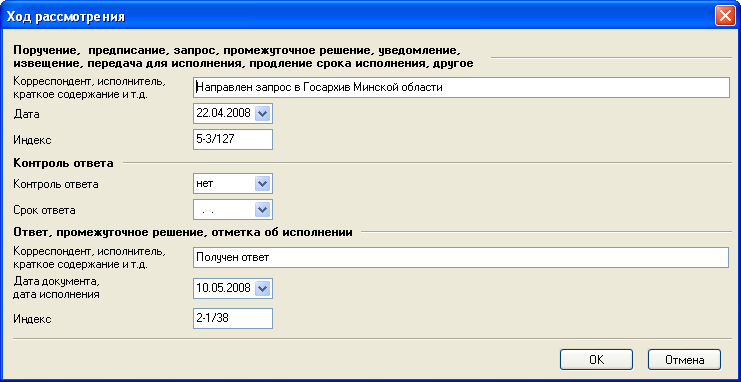 Ход рассмотрения
Поручение, предписание, запрос, промежуточное решение, уведомление,
извещение, передача для исполнения, продление срока исполнения, другое
Корреспондент, исполнитель,
краткое содержание и т.д.
Направлен запрос в Госархив Минской области
Дата
22.04.2008
Индекс
5-3/127
Контроль ответа
Контроль ответа
нет
Срок ответа
. .
Ответ, промежуточное решение, отметка об исполнении
Корреспондент, исполнитель,
краткое содержание и т.д.
Получен ответ
Дата документа,
дата исполнения
10.05.2008
Индекс
2-1/38
OK
Отмена